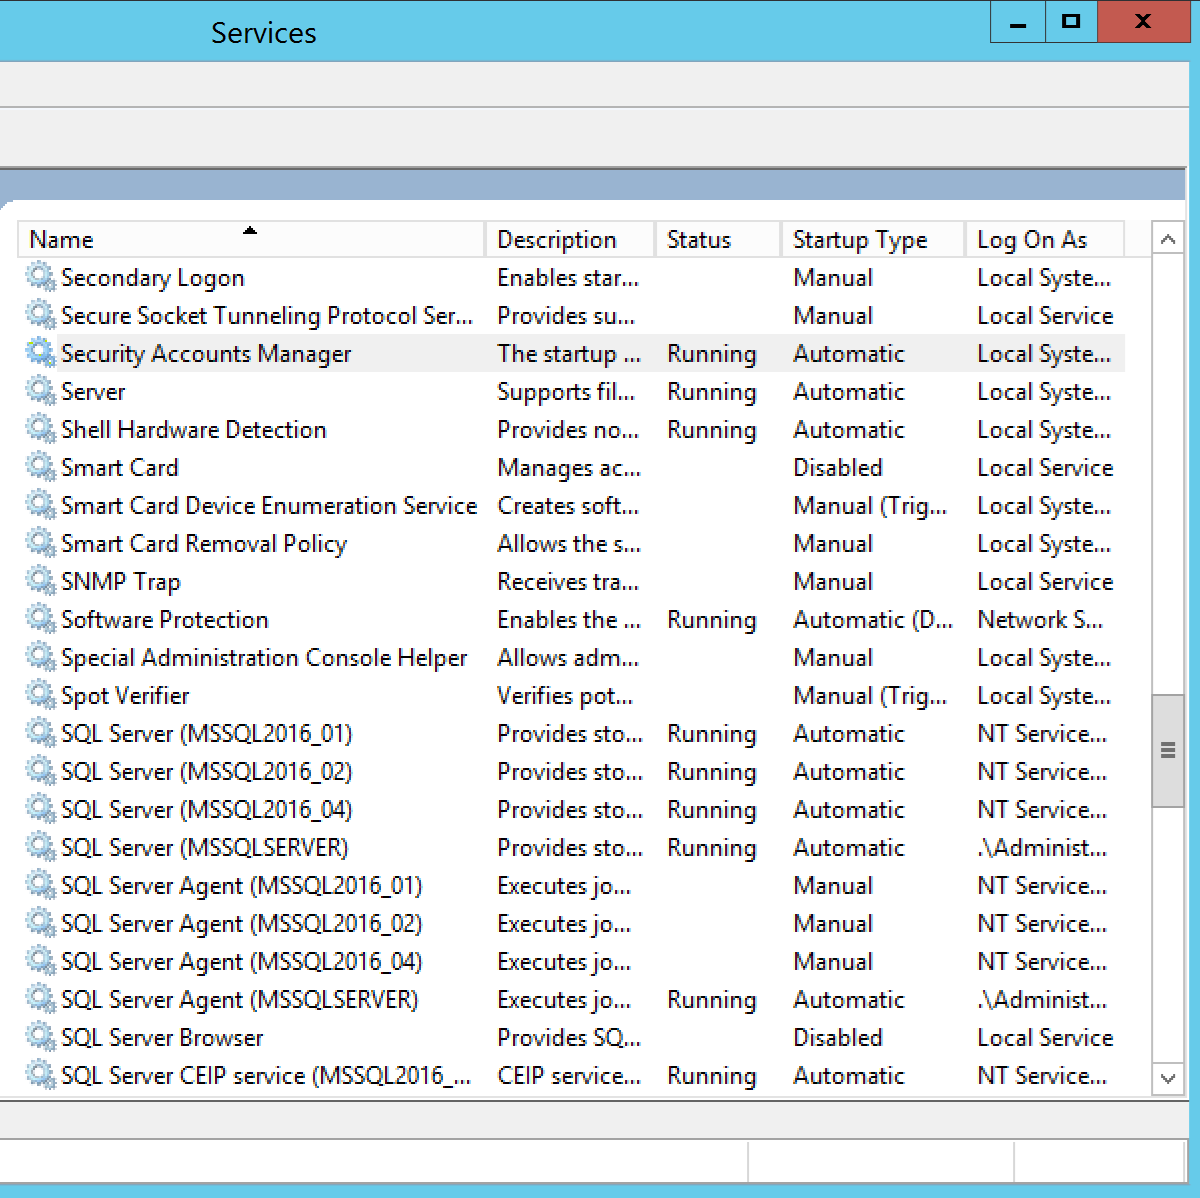 Services
Name Description Status Startup Type Log On As
Secondary Logon Enables star... Manual Local Syste...
Secure Socket Tunneling Protocol Ser... Provides su... Manual Local Service
Security Accounts Manager The startup ... Running Automatic Local Syste...
Server Supports fil... Running Automatic Local Syste...
Shell Hardware Detection Provides no... Running Automatic Local Syste...
Smart Card Manages ac... Disabled Local Service
Smart Card Device Enumeration Service Creates soft... Manual (Trig... Local Syste...
Smart Card Removal Policy Allows the s... Manual Local Syste...
SNMP Trap Receives tra... Manual Local Service
Software Protection Enables the ... Running Automatic (D... Network S...
Special Administration Console Helper Allows adm... Manual Local Syste...
Spot Verifier Verifies pot... Manual (Trig... Local Syste...
SQL Server (MSSQL2016_01) Provides sto... Running Automatic NT Service...
SQL Server (MSSQL2016_02) Provides sto... Running Automatic NT Service...
SQL Server (MSSQL2016_04) Provides sto... Running Automatic NT Service...
SQL Server (MSSQLSERVER) Provides sto... Running Automatic .\Administ...
SQL Server Agent (MSSQL2016_01) Executes jo... Manual NT Service...
SQL Server Agent (MSSQL2016_02) Executes jo... Manual NT Service...
SQL Server Agent (MSSQL2016_04) Executes jo... Manual NT Service...
SQL Server Agent (MSSQLSERVER) Executes jo... Running Automatic .\Administ...
SQL Server Browser Provides SQ... Disabled Local Service
SQL Server CEIP service (MSSQL2016_... CEIP service... Running Automatic NT Service...